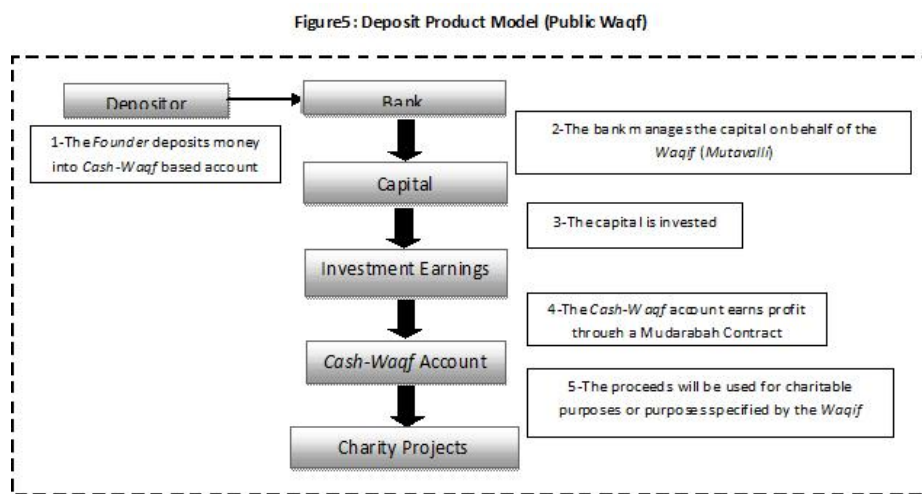 Figure5: Deposit Product Model (Public Waqf)
Depositor
Bank
1-The Founder deposits money
into Cash-Waqf based account
2-The bank manages the capital on behalf of the
Waqif (Mutavalli)
Capital
3-The capital is invested
Investment Earnings
4-The Cash-Waqf account earns profit
through a Mudarabah Contract
Cash-Waqf Account
5-The proceeds will be used for charitable
purposes or purposes specified by the Waqif
Charity Projects